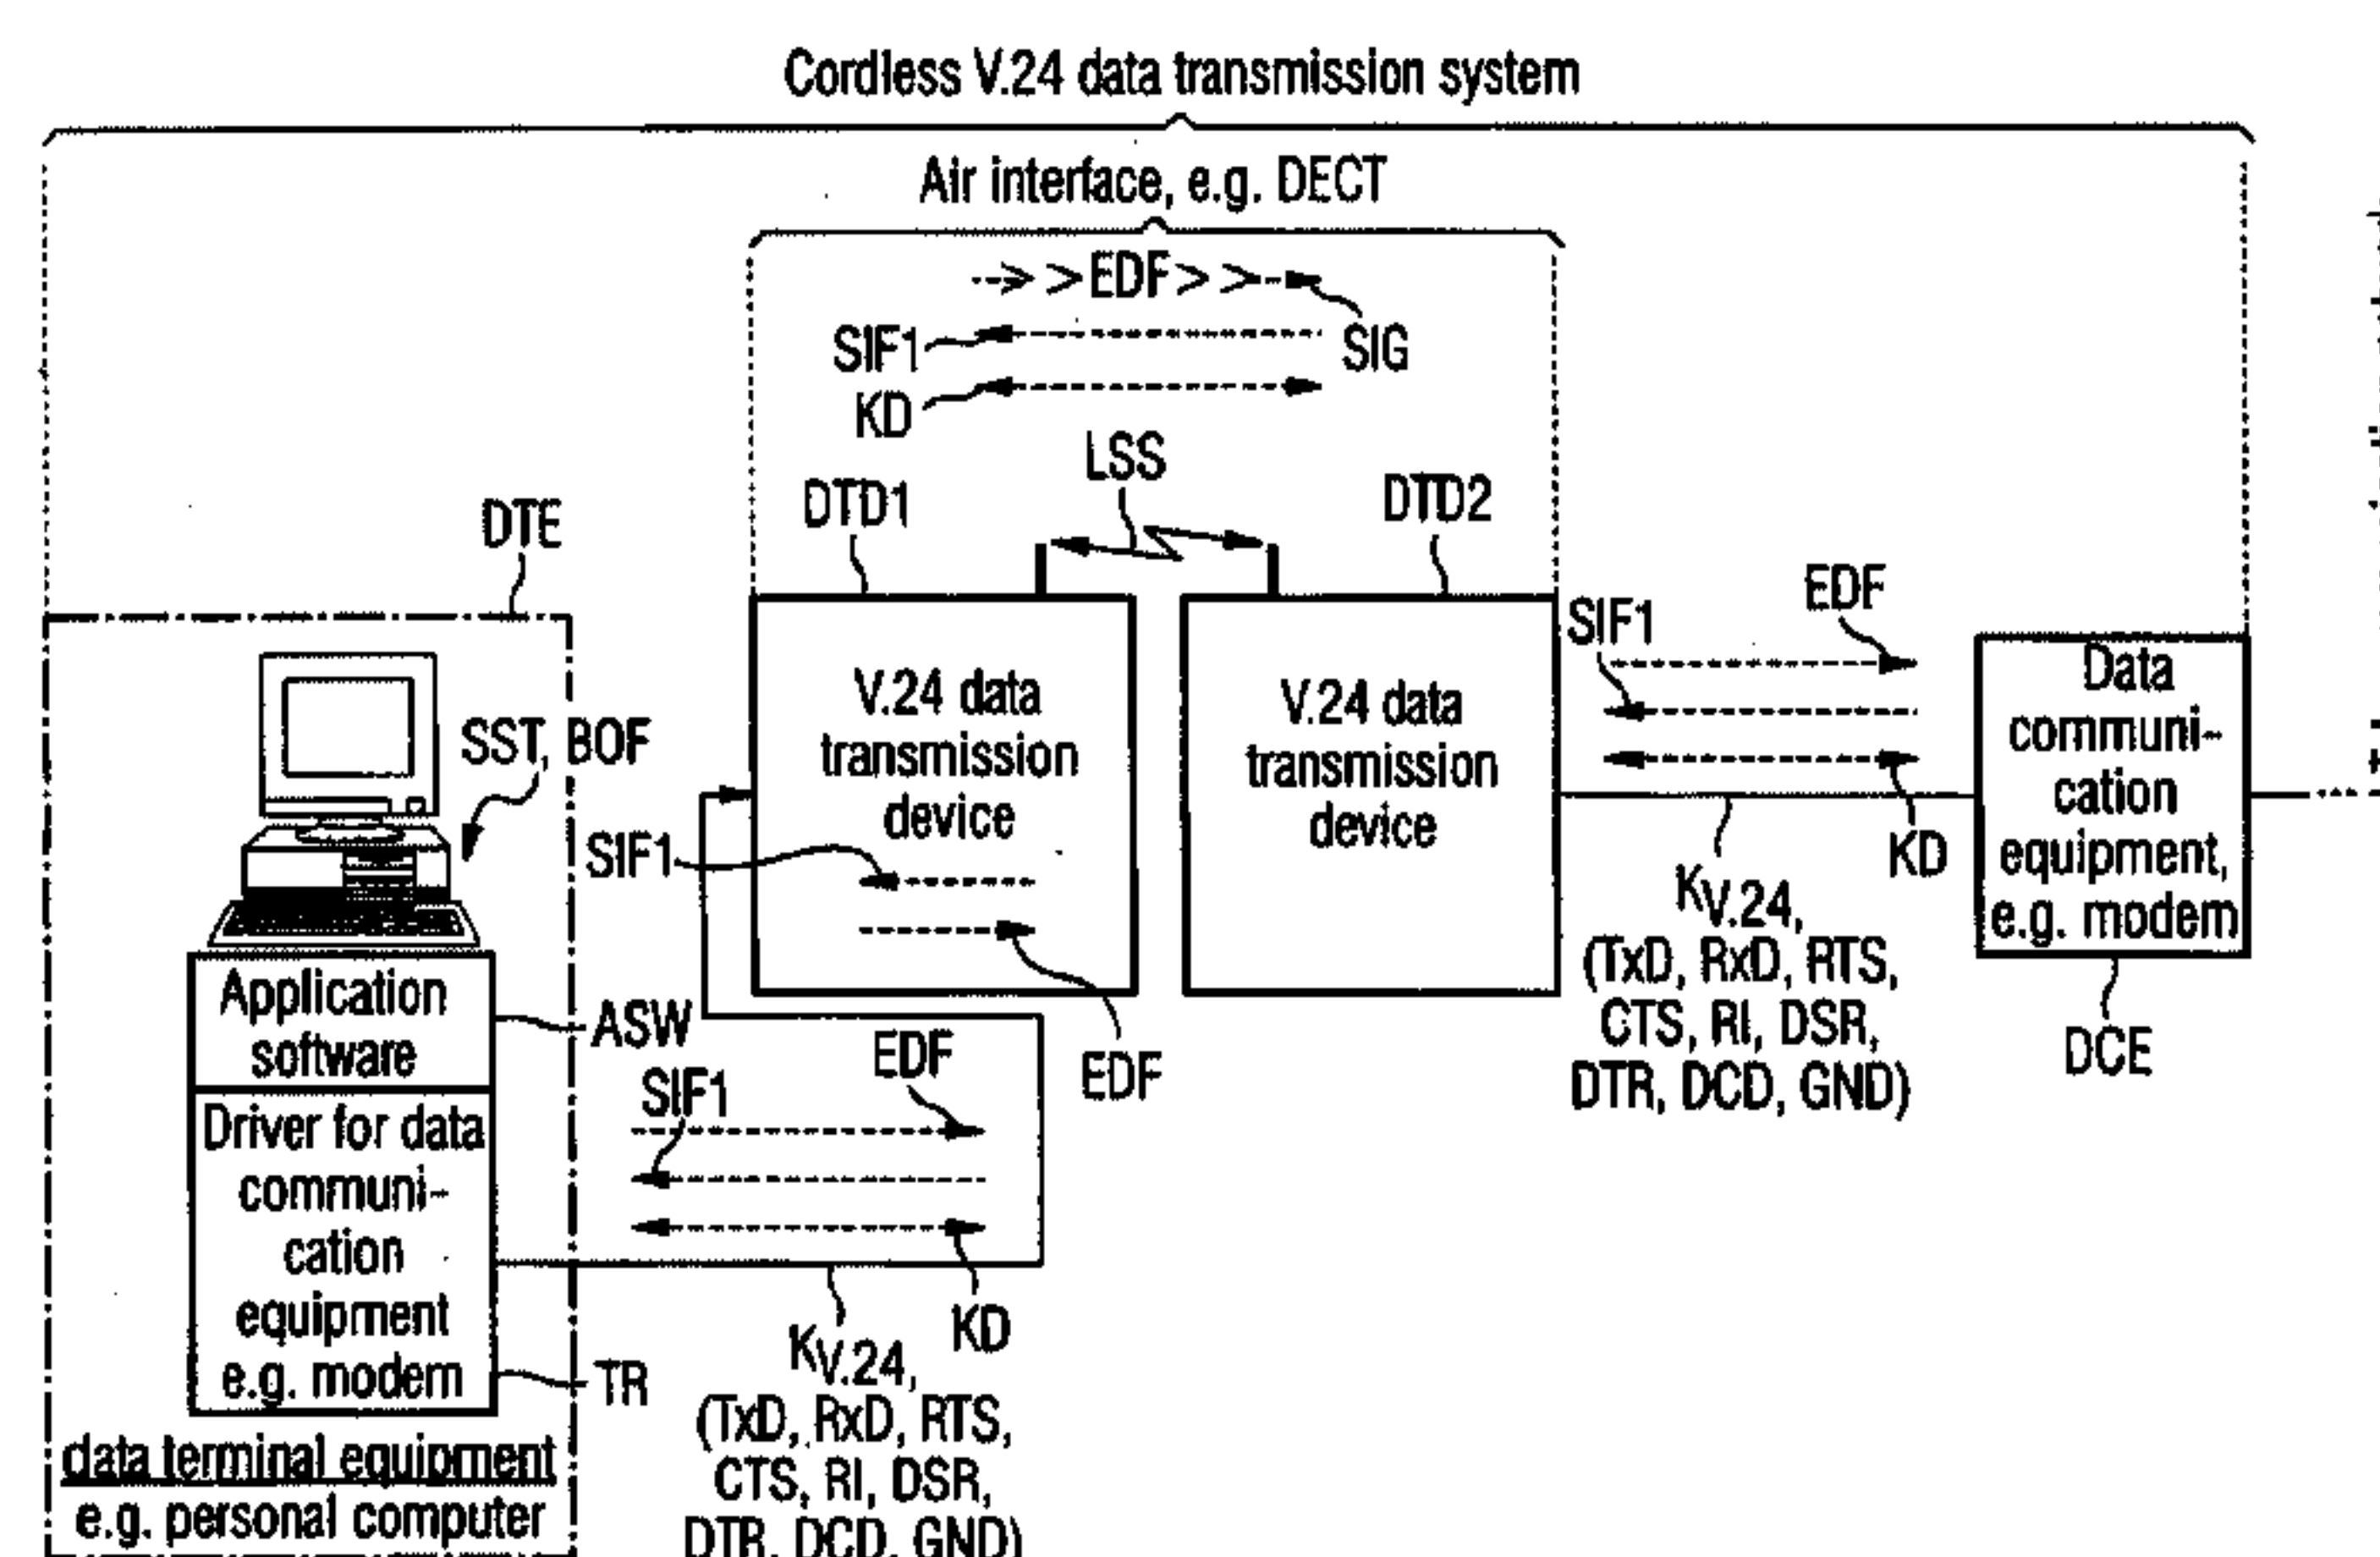 Cordless V.24 data transmission system
Air interface, e.g. DECT
--> >EDF> >-->
SIG
SIF1
KD
LSS
DTD1
DTD2
DTE
SST, BOF
V.24 data
transmission
device
SIF1
EDF
V.24 data
transmission
device
SIF1
EDF
KD
KV.24,
(TxD, RxD, RTS,
CTS, RI, DSR,
DTR, DCD, GND)
Data
communi-
cation
equipment,
e.g. modem
DCE
Application
software
ASW
Driver for data
communi-
cation
equipment
e.g. modem
TR
data terminal equipment
e.g. personal computer
SIF1
EDF
KD
KV.24,
(TxD, RxD, RTS,
CTS, RI, DSR,
DTR, DCD, GND)